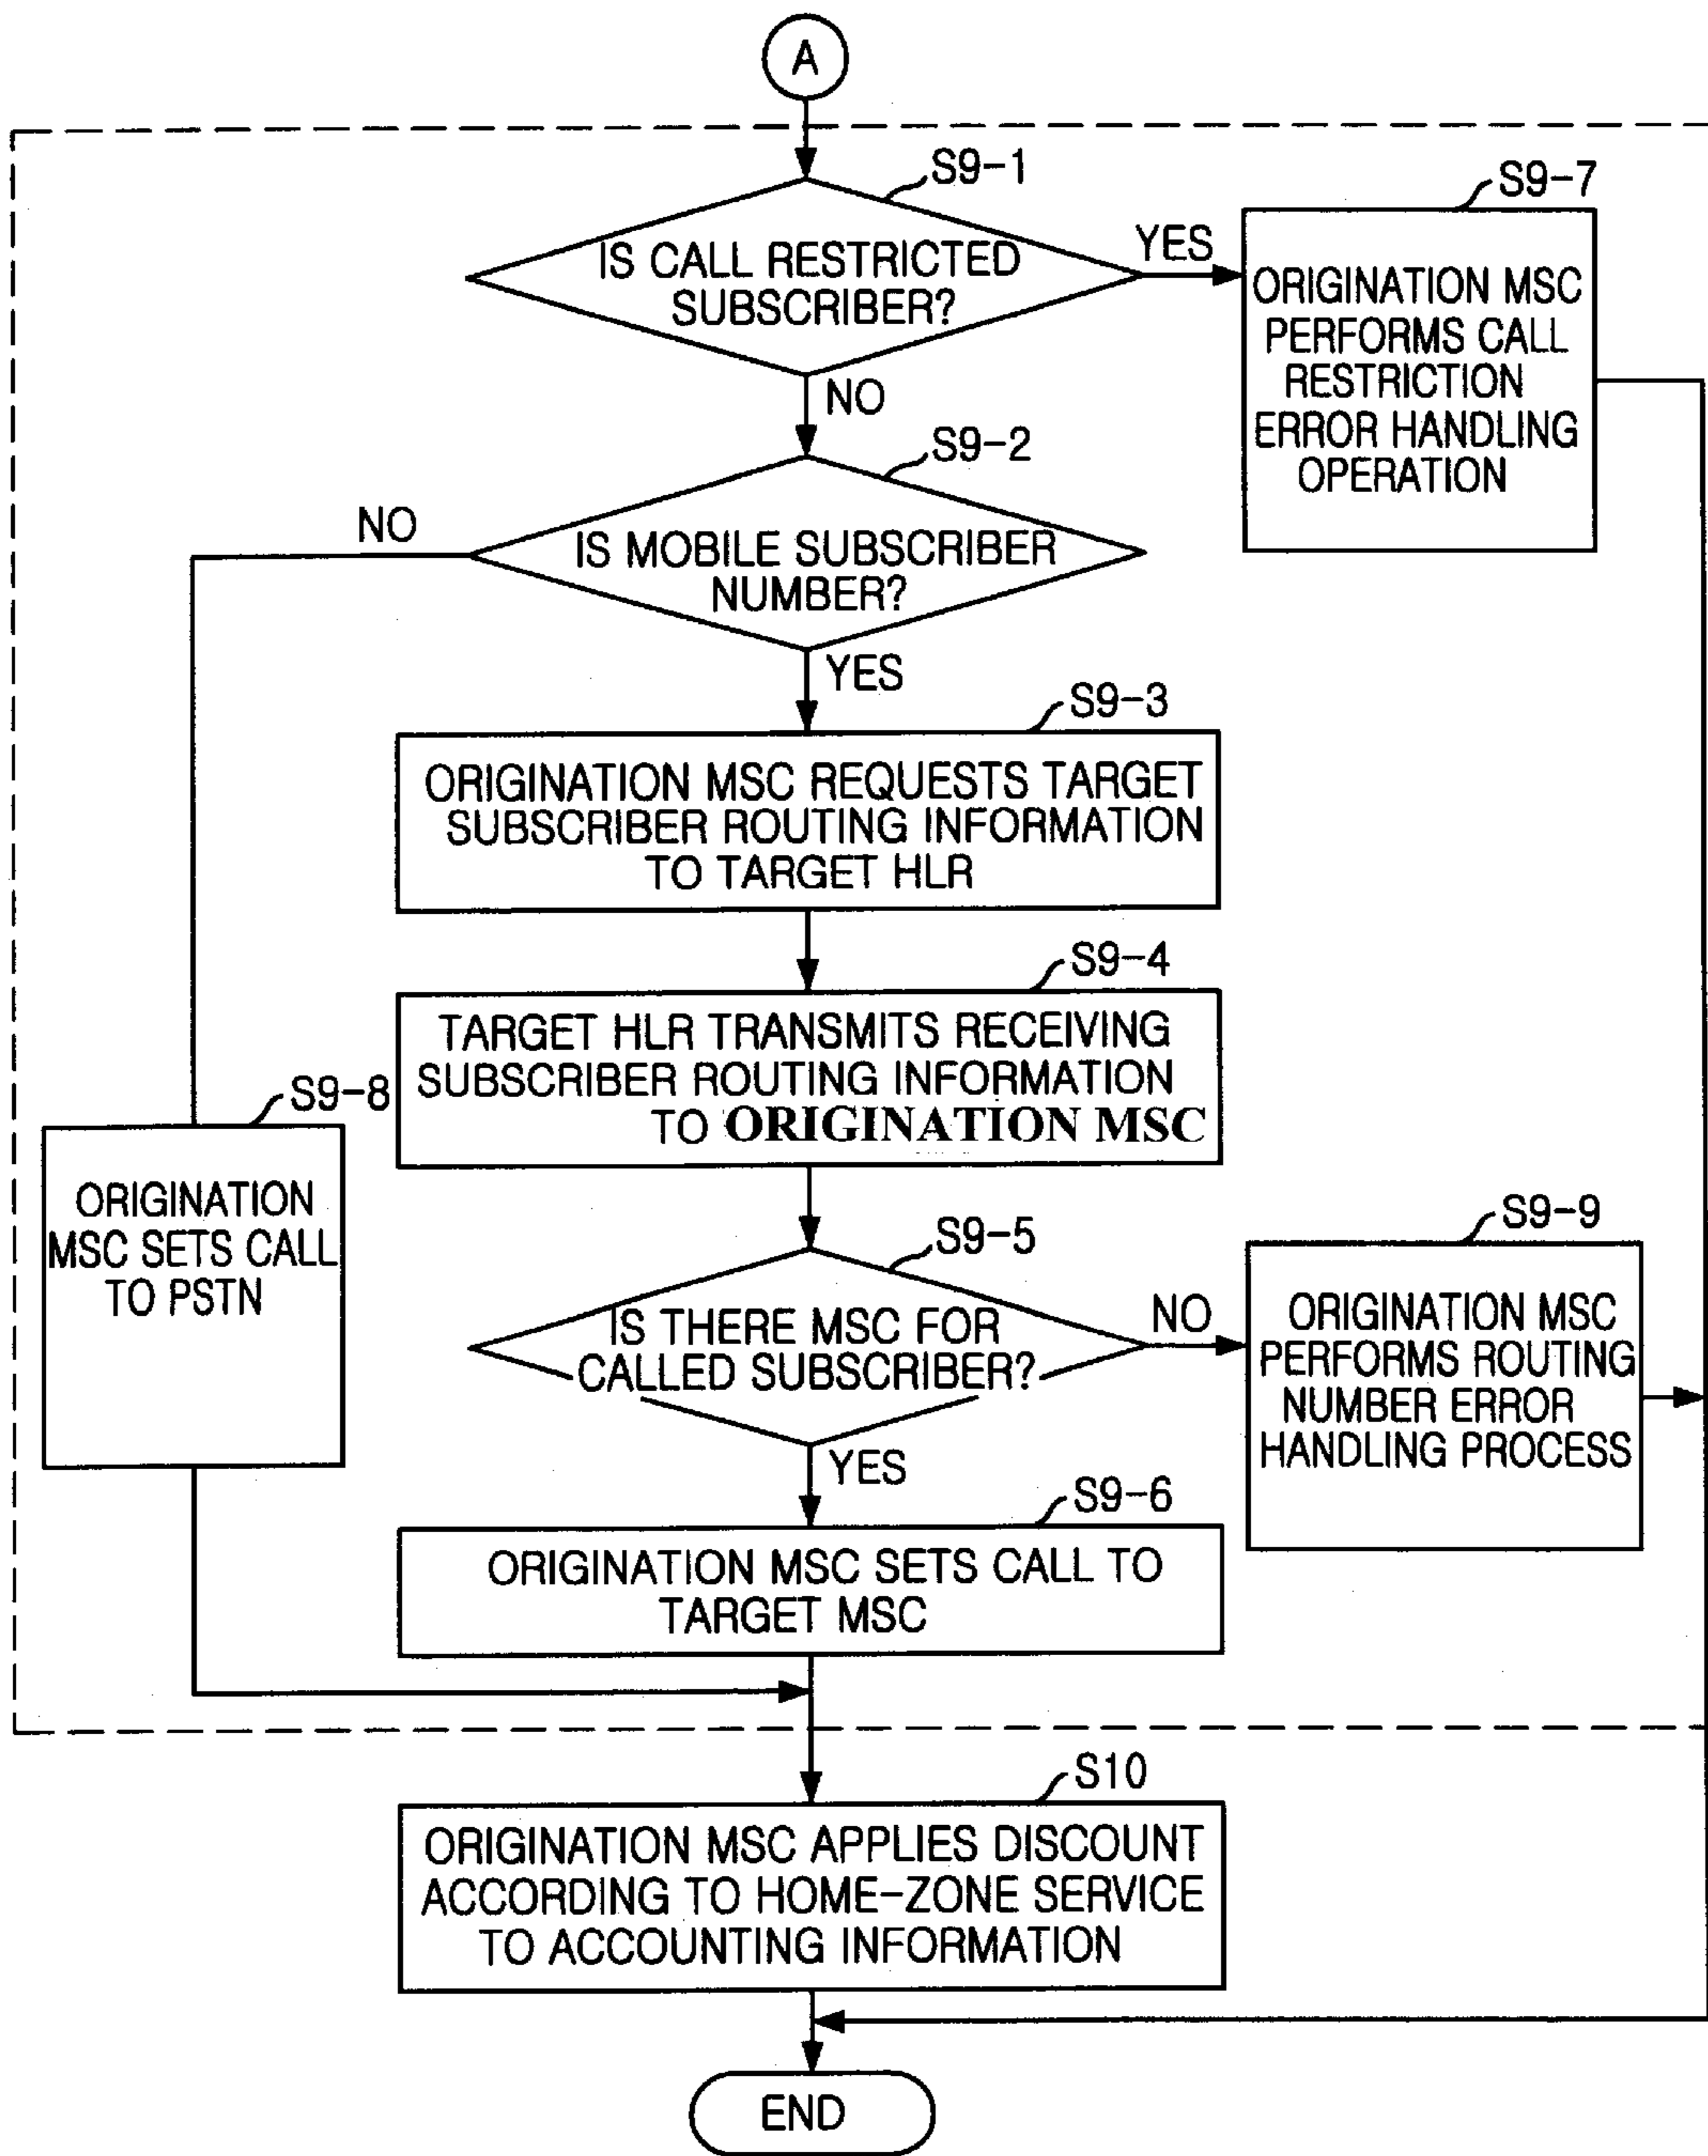 A
S9-1
IS CALL RESTRICTED
SUBSCRIBER?
YES
NO
S9-7
ORIGINATION MSC
PERFORMS CALL
RESTRICTION
ERROR HANDLING
OPERATION
S9-2
IS MOBILE SUBSCRIBER
NUMBER?
NO
YES
S9-3
ORIGINATION MSC REQUESTS TARGET
SUBSCRIBER ROUTING INFORMATION
TO TARGET HLR
S9-4
TARGET HLR TRANSMITS RECEIVING
SUBSCRIBER ROUTING INFORMATION
TO ORIGINATION MSC
S9-8
ORIGINATION
MSC SETS CALL
TO PSTN
S9-5
IS THERE MSC FOR
CALLED SUBSCRIBER?
NO
YES
S9-9
ORIGINATION MSC
PERFORMS ROUTING
NUMBER ERROR
HANDLING PROCESS
S9-6
ORIGINATION MSC SETS CALL TO
TARGET MSC
S10
ORIGINATION MSC APPLIES DISCOUNT
ACCORDING TO HOME-ZONE SERVICE
TO ACCOUNTING INFORMATION
END